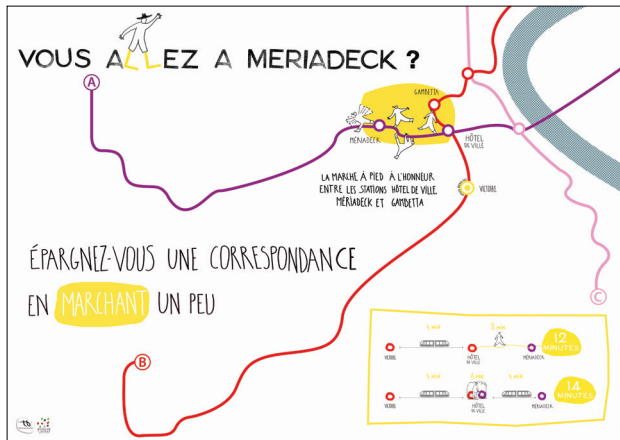 VOUS ALLEZ A MERIADECK ?
A
GAMBETTA
MÉRIADECK
HÔTEL
DE VILLE
LA MARCHE À PIED À L'HONNEUR
ENTRE LES STATIONS HÔTEL DE VILLE,
MÉRIADECK ET GAMBETTA
VICTOIRE
ÉPARGNEZ-VOUS UNE CORRESPONDANCE
EN MARCHANT UN PEU
C
B
12
MINUTES
VICTOIRE
HÔTEL
DE VILLE
MÉRIADECK
14
MINUTES
VICTOIRE
HÔTEL
DE VILLE
MÉRIADECK